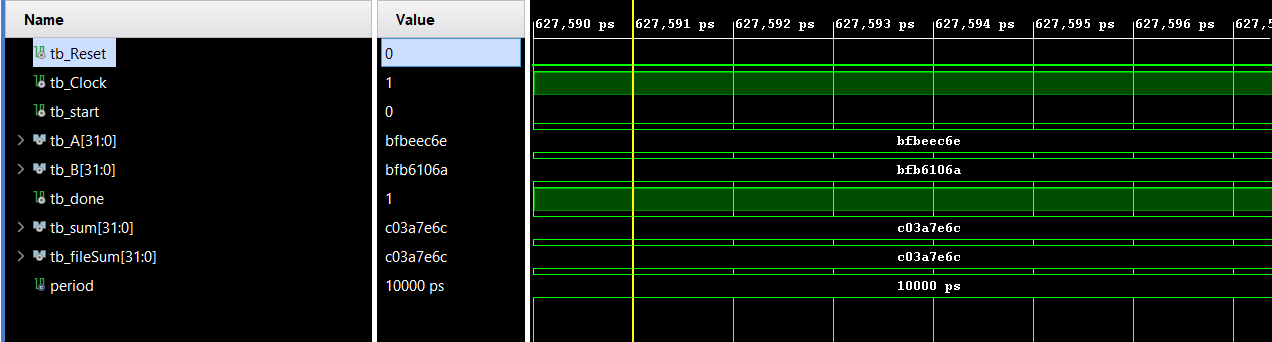 Name Value 627,590 ps 627,591 ps 627,592 ps 627,593 ps 627,594 ps 627,595 ps 627,596 ps 627,5
tb_Reset 0
tb_Clock 1
tb_start 0
tb_A[31:0] bfbeec6e bfbeec6e
tb_B[31:0] bfb6106a bfb6106a
tb_done 1
tb_sum[31:0] c03a7e6c c03a7e6c
tb_fileSum[31:0] c03a7e6c c03a7e6c
period 10000 ps 10000 ps